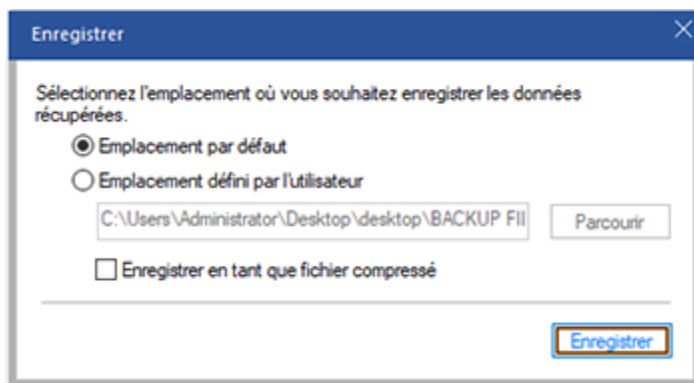 Enregistrer
Sélectionnez l'emplacement où vous souhaitez enregistrer les données
récupérées.
Emplacement par défaut
Emplacement défini par l'utilisateur
C:\Users\Administrator\Desktop\desktop\BACKUP FII
Parcourir
Enregistrer en tant que fichier compressé
Enregistrer